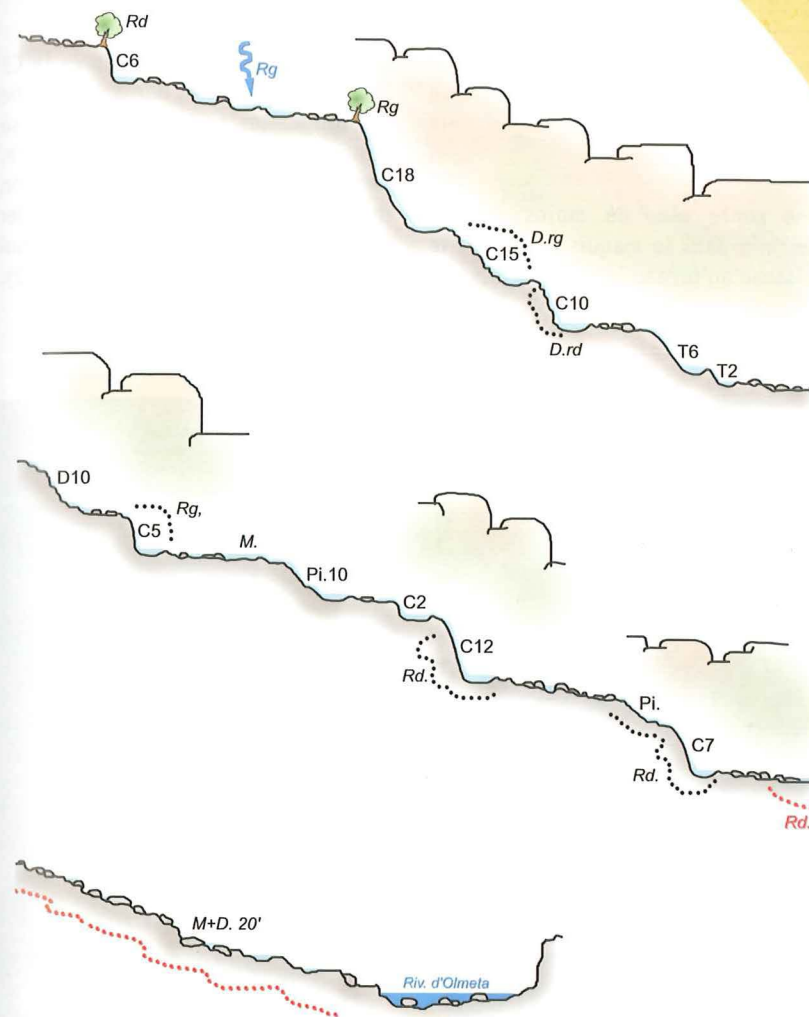 Rd
C6
Rg
Rg
C18
C15
D.rg
C10
D.rd
T6
T2
D10
C5
Rg,
M.
Pi.10
C2
C12
Rd.
Pi.
C7
Rd.
Rd.
M+D. 20'
Riv. d'Olmeta